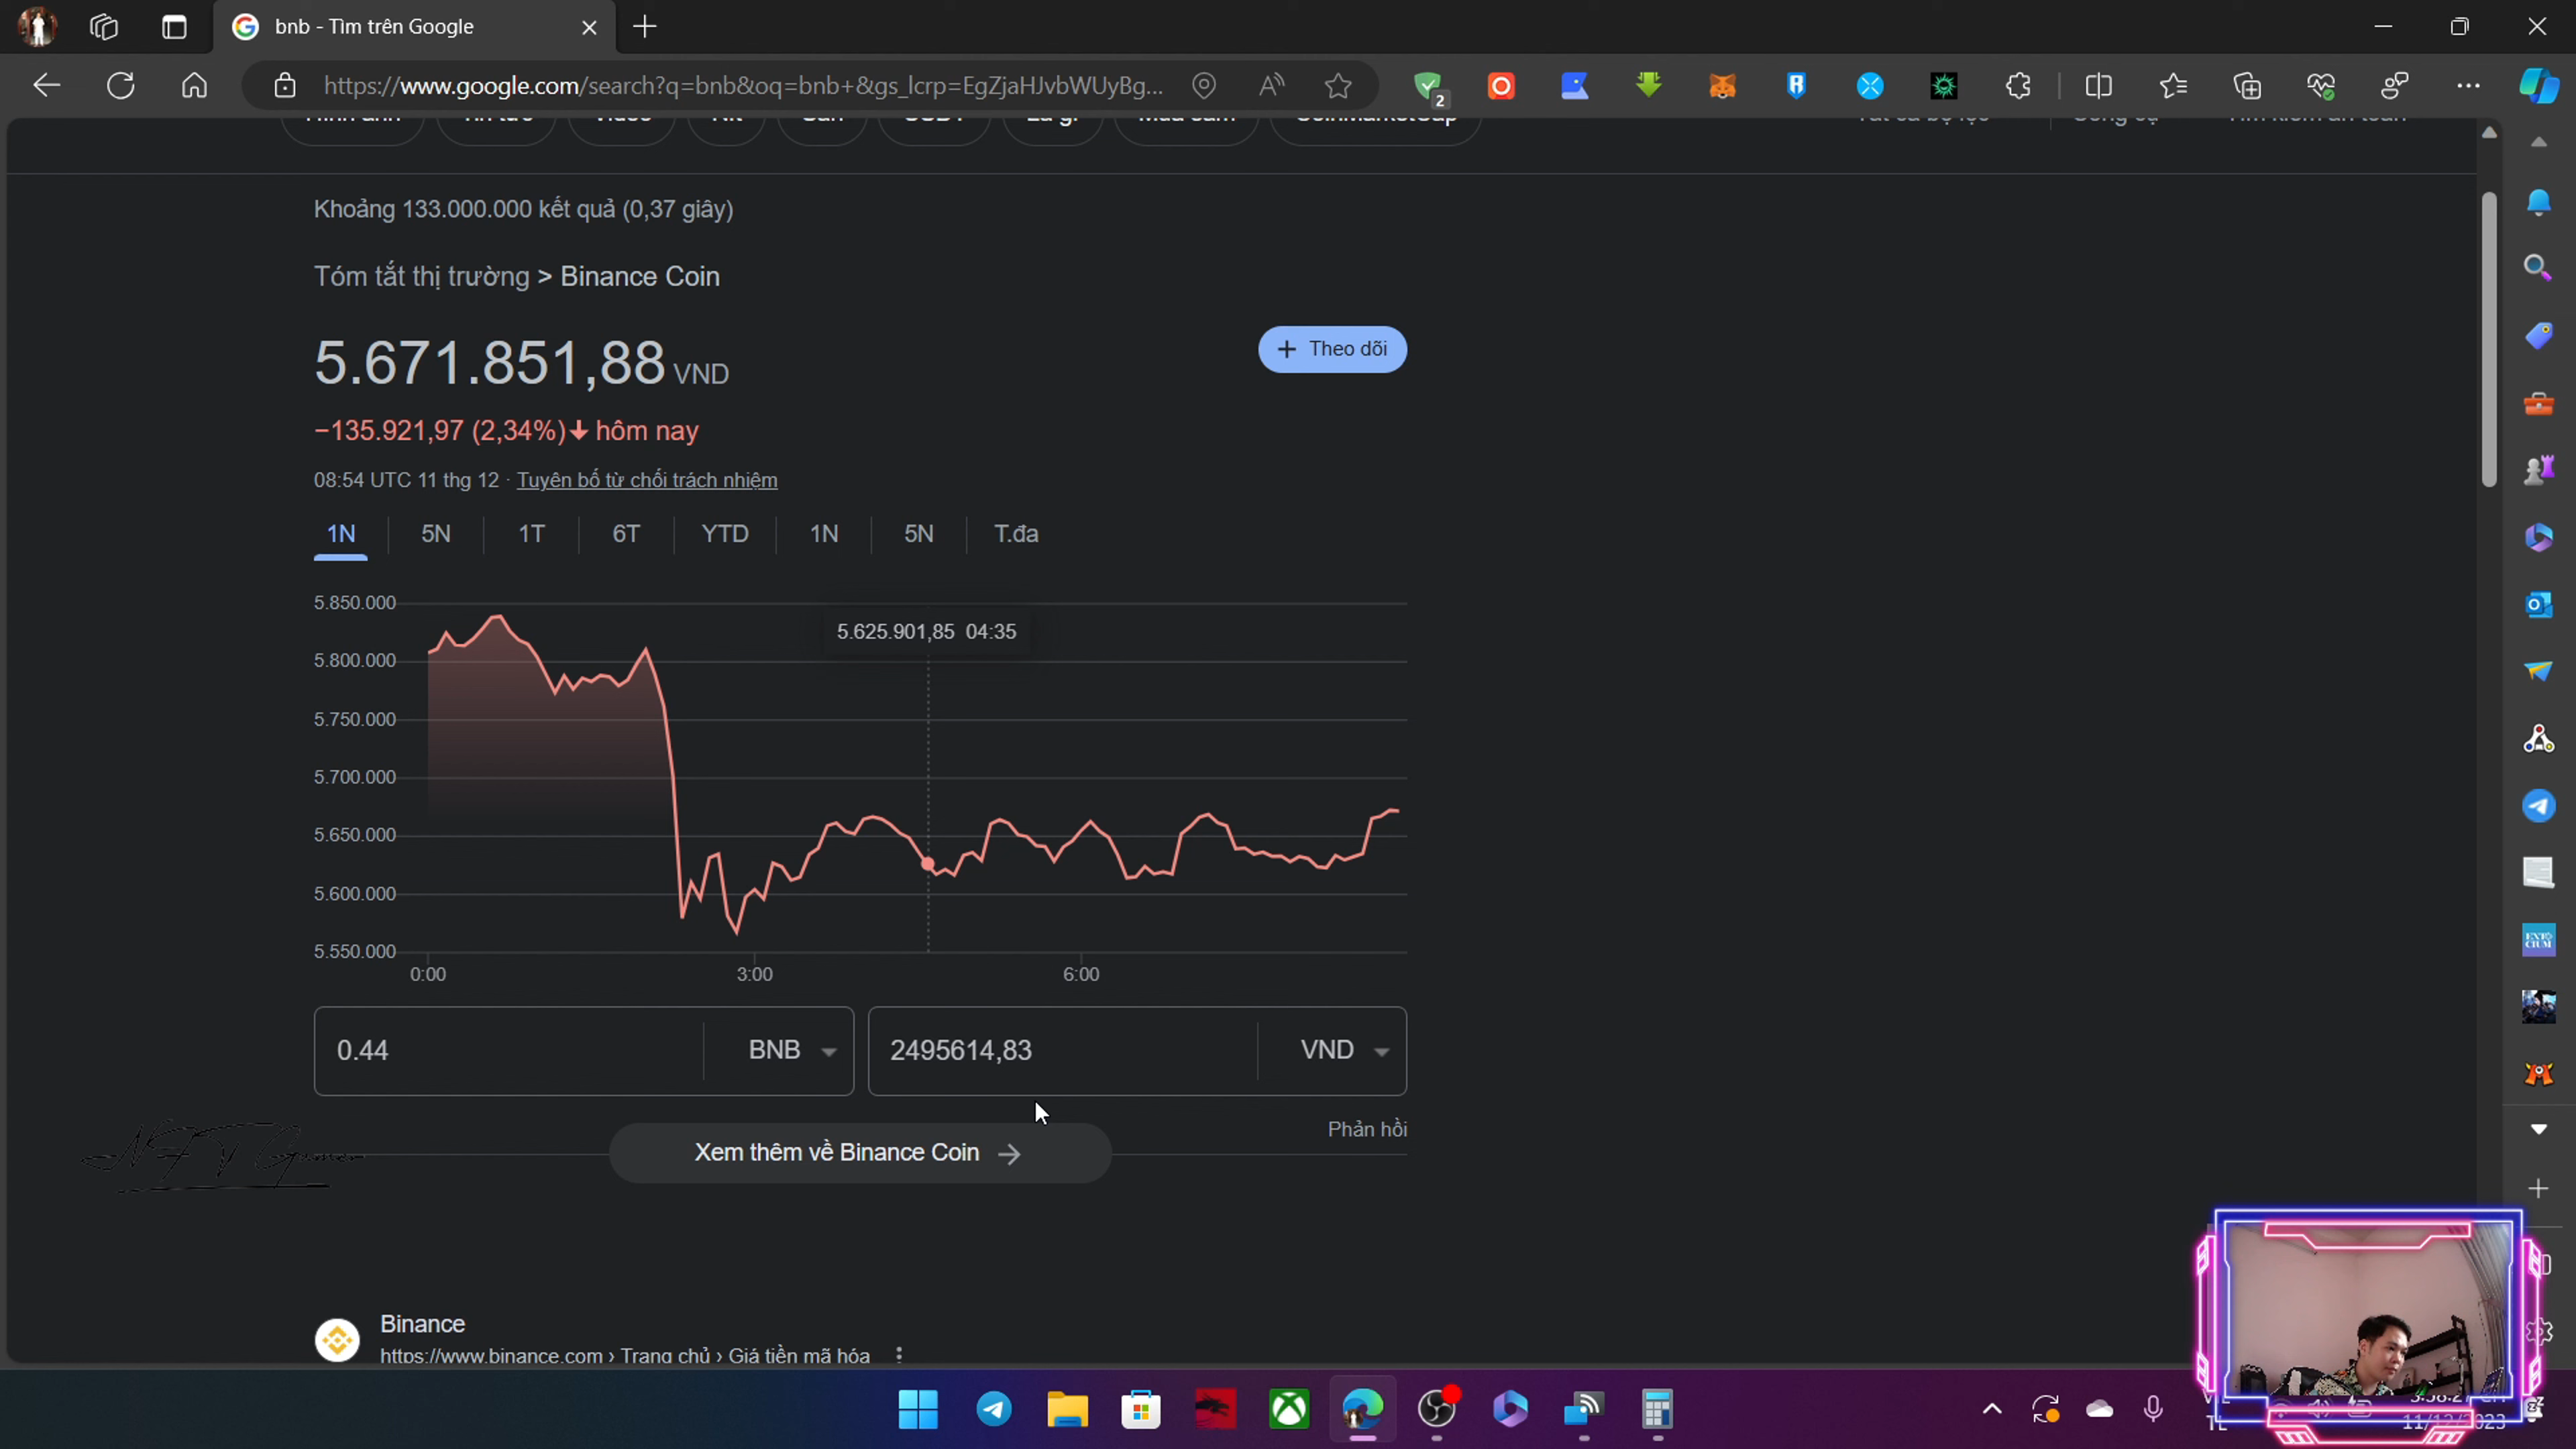 bnb - Tìm trên Google
https://www.google.com/search?q=bnb&oq=bnb+&gs_lcrp=EgZjaHJvbWUyBg...
2
Khoảng 133.000.000 kết quả (0,37 giây)
Tóm tắt thị trường > Binance Coin
5.671.851,88 VND
+ Theo dõi
−135.921,97 (2,34%) hôm nay
08:54 UTC 11 thg 12 · Tuyên bố từ chối trách nhiệm
1N 5N 1T 6T YTD 1N 5N T.đa
5.850.000
5.625.901,85 04:35
5.800.000
5.750.000
5.700.000
5.650.000
5.600.000
5.550.000
0:00 3:00 6:00
0.44 BNB 2495614,83 VND
Phản hồi
Xem thêm về Binance Coin
NFT Gamer
Binance
https://www.binance.com › Trang chủ › Giá tiền mã hóa
11/12/2023